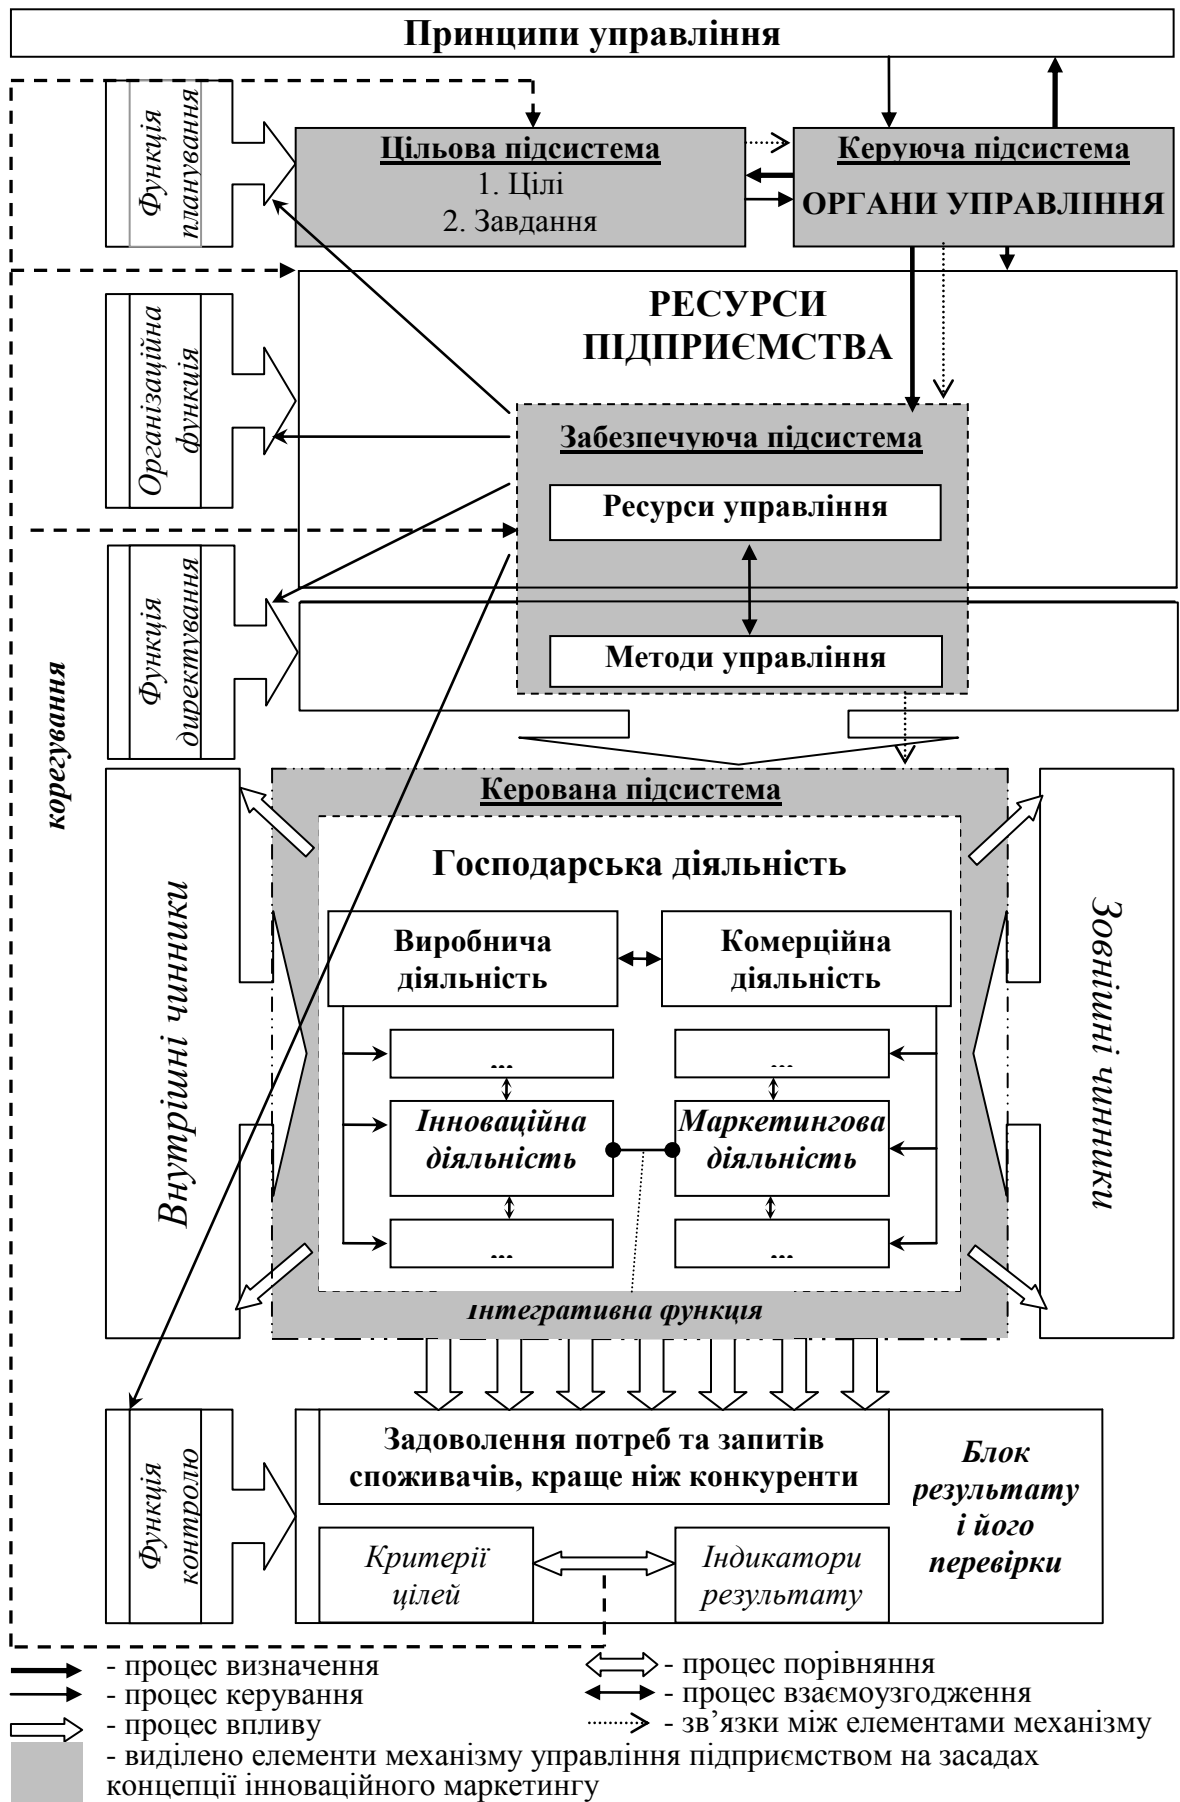 Принципи управління
Функція
планування
Цільова підсистема
1. Цілі
2. Завдання
Керуюча підсистема
ОРГАНИ УПРАВЛІННЯ
Організаційна
функція
РЕСУРСИ
ПІДПРИЄМСТВА
Забезпечуюча підсистема
Ресурси управління
Функція
директування
Методи управління
корегування
Керована підсистема
Внутрішні чинники
Господарська діяльність
Зовнішні чинники
Виробнича
діяльність
Комерційна
діяльність
...
...
Інноваційна
діяльність
Маркетингова
діяльність
...
...
Інтегративна функція
Функція
контролю
Задоволення потреб та запитів
споживачів, краще ніж конкуренти
Блок
результату
і його
перевірки
Критерії
цілей
Індикатори
результату
- процес визначення
- процес порівняння
- процес керування
- процес взаємоузгодження
- процес впливу
- зв’язки між елементами механізму
- виділено елементи механізму управління підприємством на засадах
концепції інноваційного маркетингу